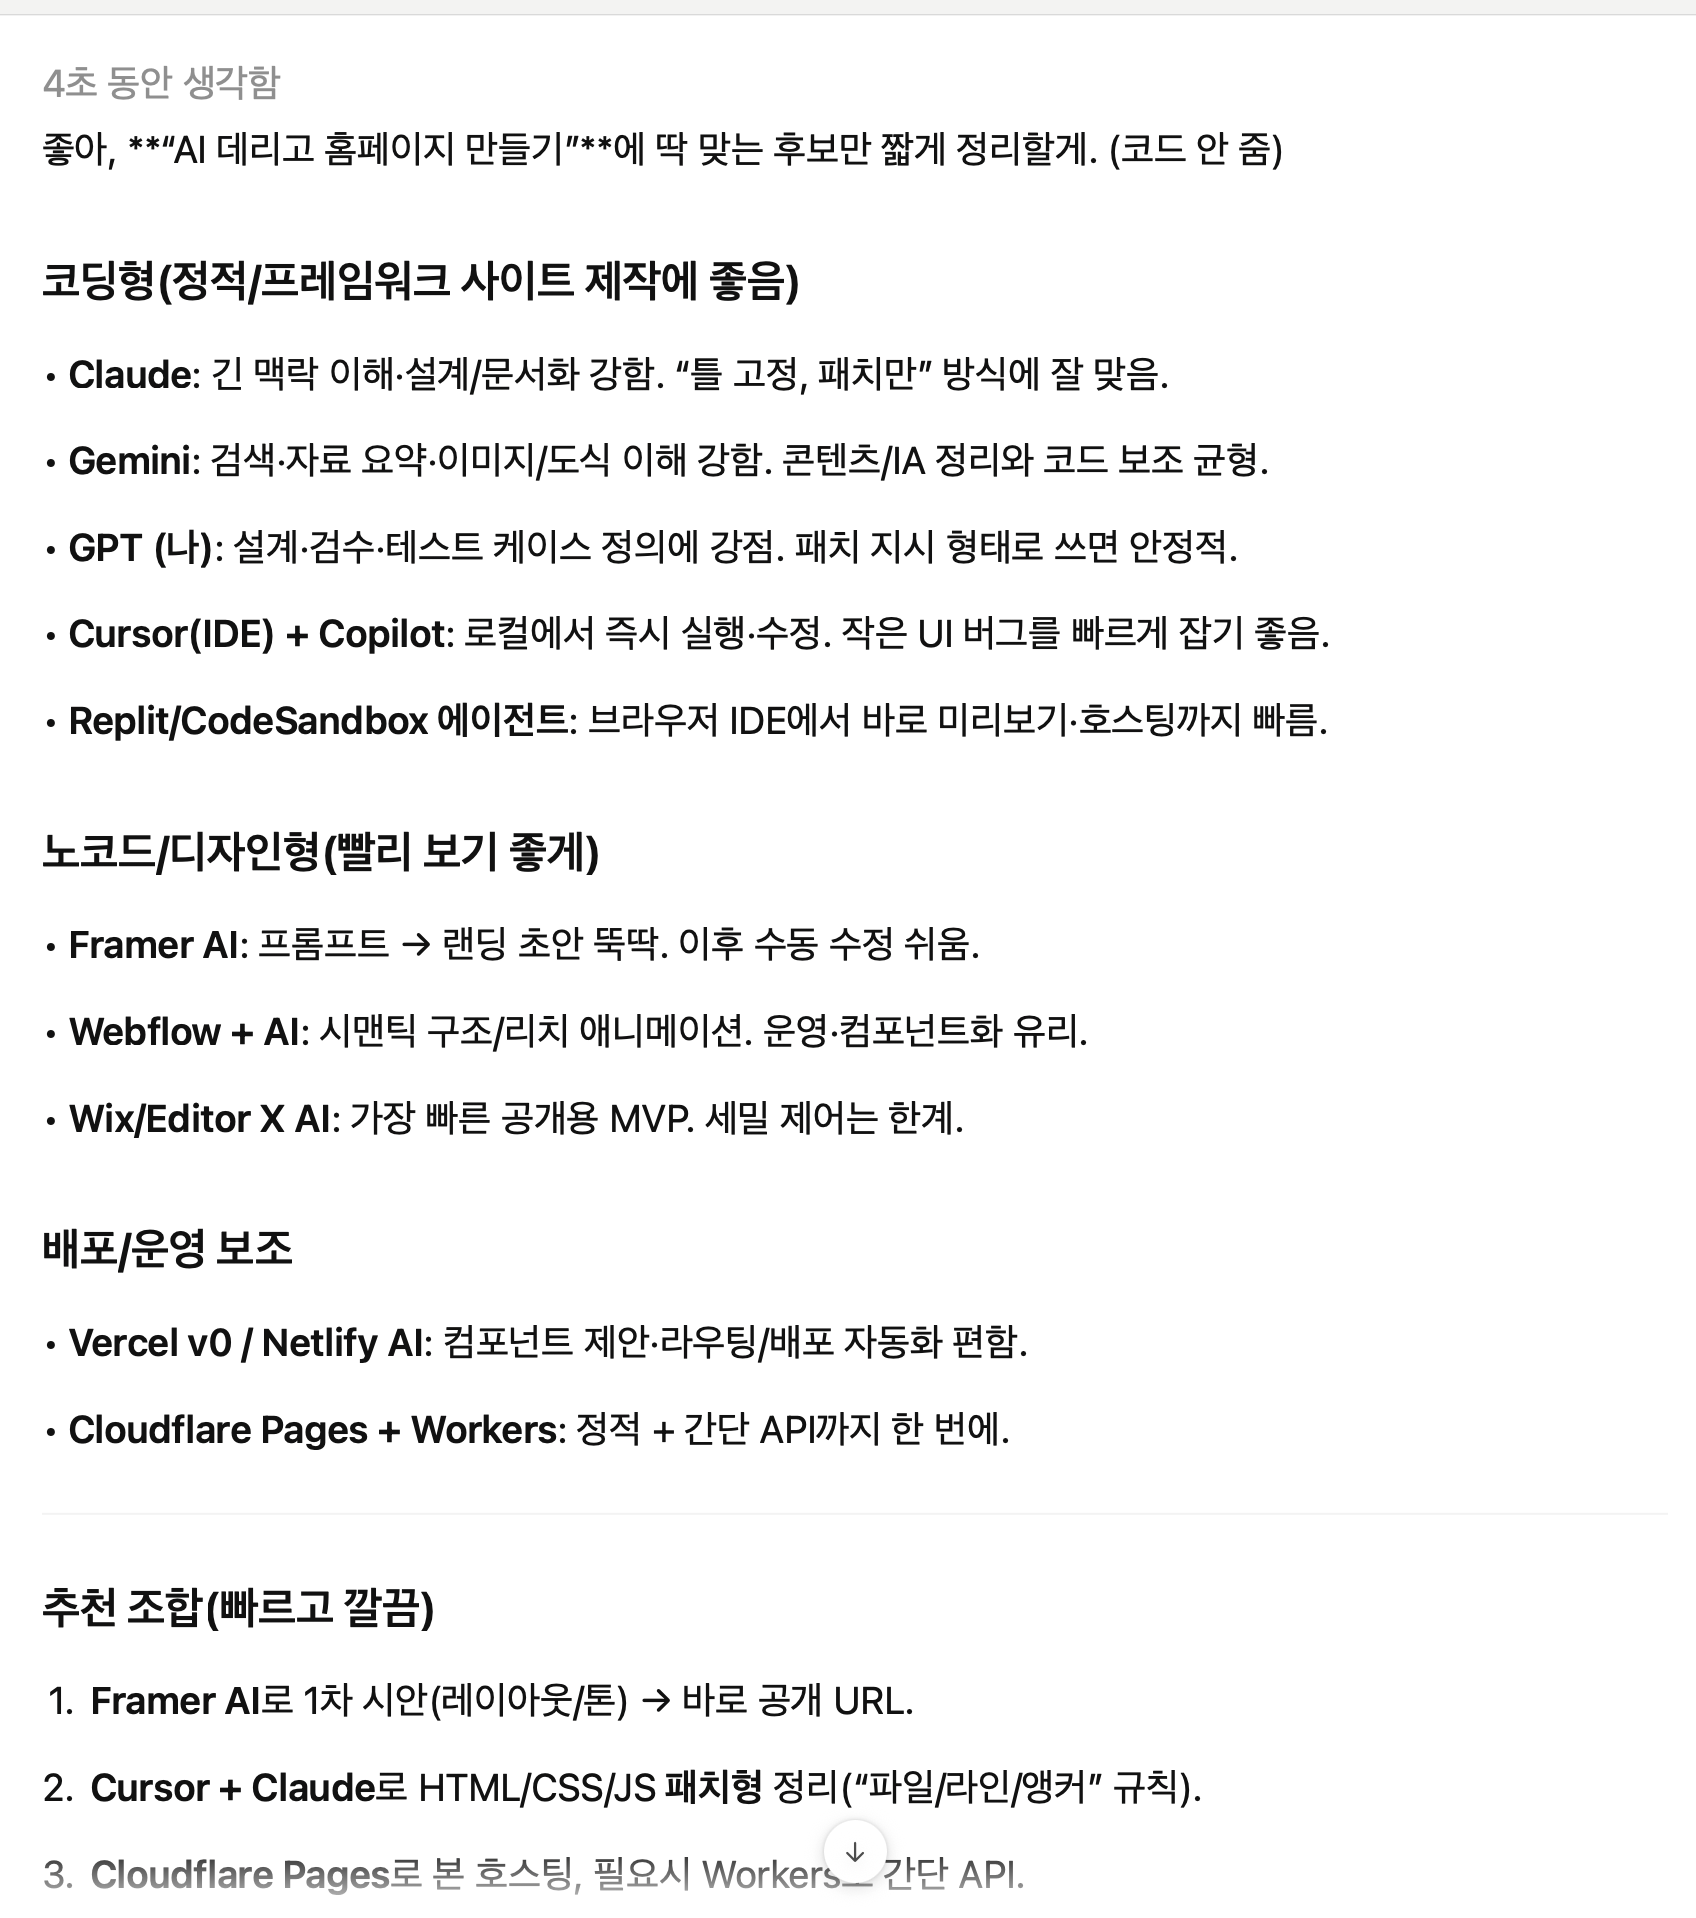 4초 동안 생각함
좋아, **“AI 데리고 홈페이지 만들기”**에 딱 맞는 후보만 짧게 정리할게. (코드 안 줌)
코딩형(정적/프레임워크 사이트 제작에 좋음)
• Claude: 긴 맥락 이해·설계/문서화 강함. “틀 고정, 패치만” 방식에 잘 맞음.
• Gemini: 검색·자료 요약·이미지/도식 이해 강함. 콘텐츠/IA 정리와 코드 보조 균형.
• GPT (나): 설계·검수·테스트 케이스 정의에 강점. 패치 지시 형태로 쓰면 안정적.
• Cursor(IDE) + Copilot: 로컬에서 즉시 실행·수정. 작은 UI 버그를 빠르게 잡기 좋음.
• Replit/CodeSandbox 에이전트: 브라우저 IDE에서 바로 미리보기·호스팅까지 빠름.
노코드/디자인형(빨리 보기 좋게)
• Framer AI: 프롬프트 → 랜딩 초안 뚝딱. 이후 수동 수정 쉬움.
• Webflow + AI: 시맨틱 구조/리치 애니메이션. 운영·컴포넌트화 유리.
• Wix/Editor X AI: 가장 빠른 공개용 MVP. 세밀 제어는 한계.
배포/운영 보조
• Vercel v0 / Netlify AI: 컴포넌트 제안·라우팅/배포 자동화 편함.
• Cloudflare Pages + Workers: 정적 + 간단 API까지 한 번에.
추천 조합(빠르고 깔끔)
1. Framer AI로 1차 시안(레이아웃/톤) → 바로 공개 URL.
2. Cursor + Claude로 HTML/CSS/JS 패치형 정리(“파일/라인/앵커” 규칙).
3. Cloudflare Pages로 본 호스팅, 필요시 Workers 간단 API.